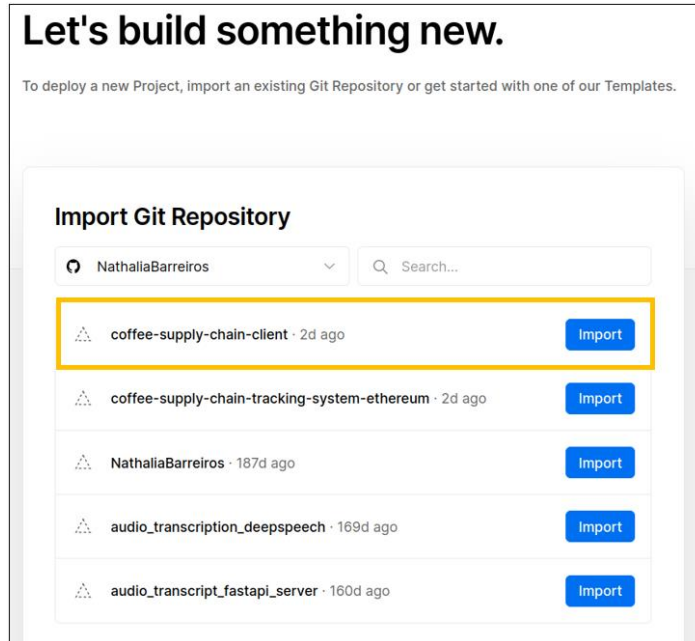 Let's build something new.
To deploy a new Project, import an existing Git Repository or get started with one of our Templates.
Import Git Repository
NathaliaBarreiros Search...
coffee-supply-chain-client · 2d ago Import
coffee-supply-chain-tracking-system-ethereum · 2d ago Import
NathaliaBarreiros · 187d ago Import
audio_transcription_deepspeech · 169d ago Import
audio_transcript_fastapi_server · 160d ago Import